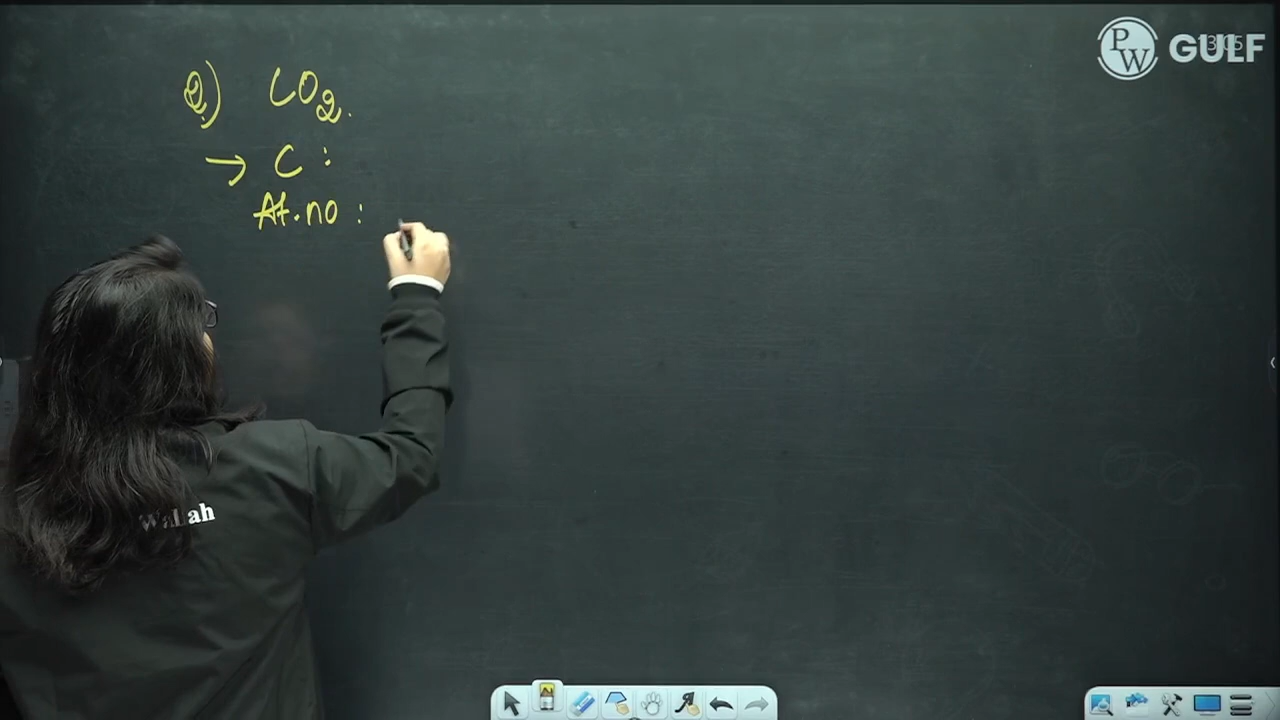 PW GULF
Q) CO2.
→ C :
At.no :
Wallah